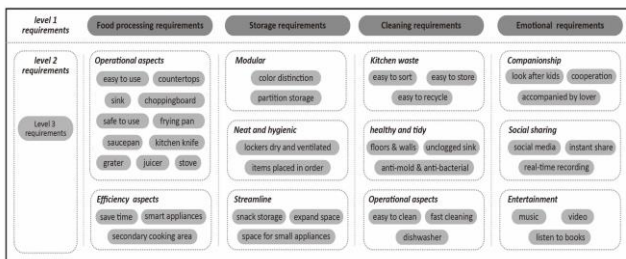 level 1
requirements
Food processing requirements
Storage requirements
Cleaning requirements
Emotional requirements
level 2
requirements
Level 3
requirements
Operational aspects
easy to use countertops
sink choppingboard
safe to use frying pan
saucepan kitchen knife
grater juicer stove
Efficiency aspects
save time smart appliances
secondary cooking area
Modular
color distinction
partition storage
Neat and hygienic
lockers dry and ventilated
items placed in order
Streamline
snack storage expand space
space for small appliances
Kitchen waste
easy to sort easy to store
easy to recycle
healthy and tidy
floors & walls unclogged sink
anti-mold & anti-bacterial
Operational aspects
easy to clean fast cleaning
dishwasher
Companionship
look after kids cooperation
accompanied by lover
Social sharing
social media instant share
real-time recording
Entertainment
music video
listen to books